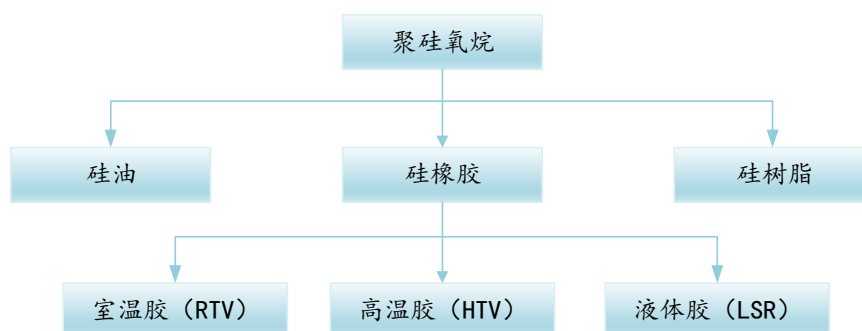 聚硅氧烷
硅油
硅橡胶
硅树脂
室温胶（RTV）
高温胶（HTV）
液体胶（LSR）